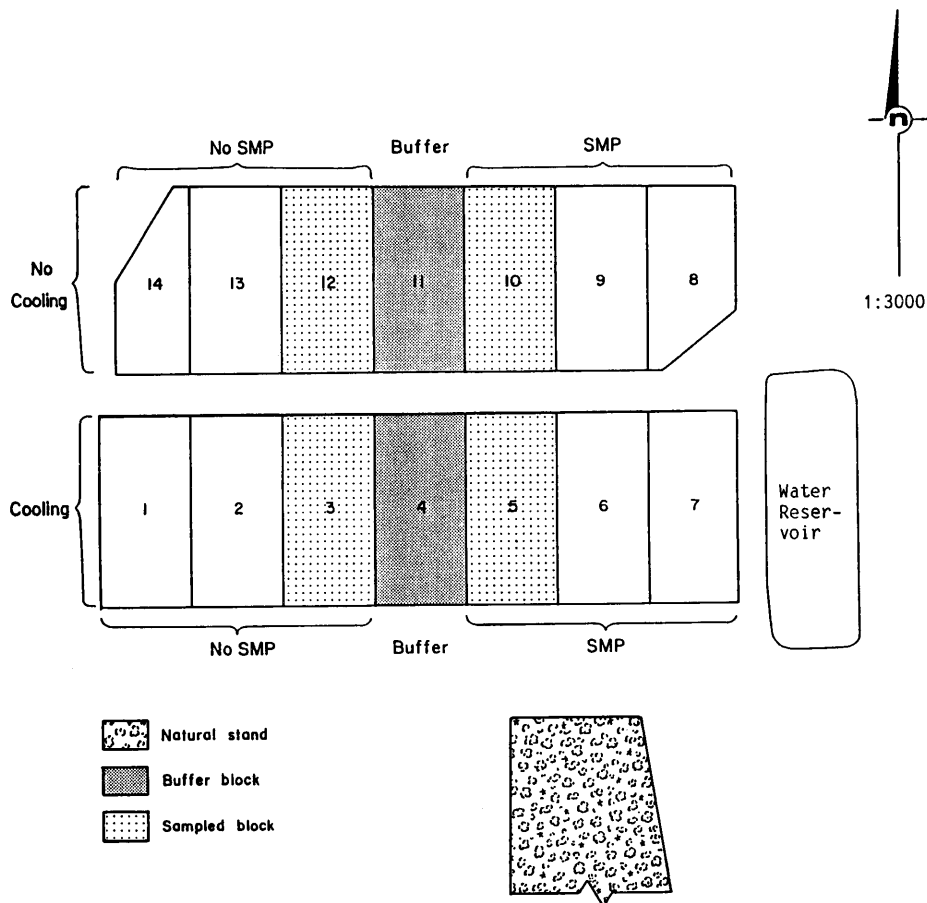 n
1:3000
No SMP Buffer SMP
No
Cooling
14 13 12 11 10 9 8
Cooling
1 2 3 4 5 6 7
Water
Reser-
voir
No SMP Buffer SMP
Natural stand
Buffer block
Sampled block